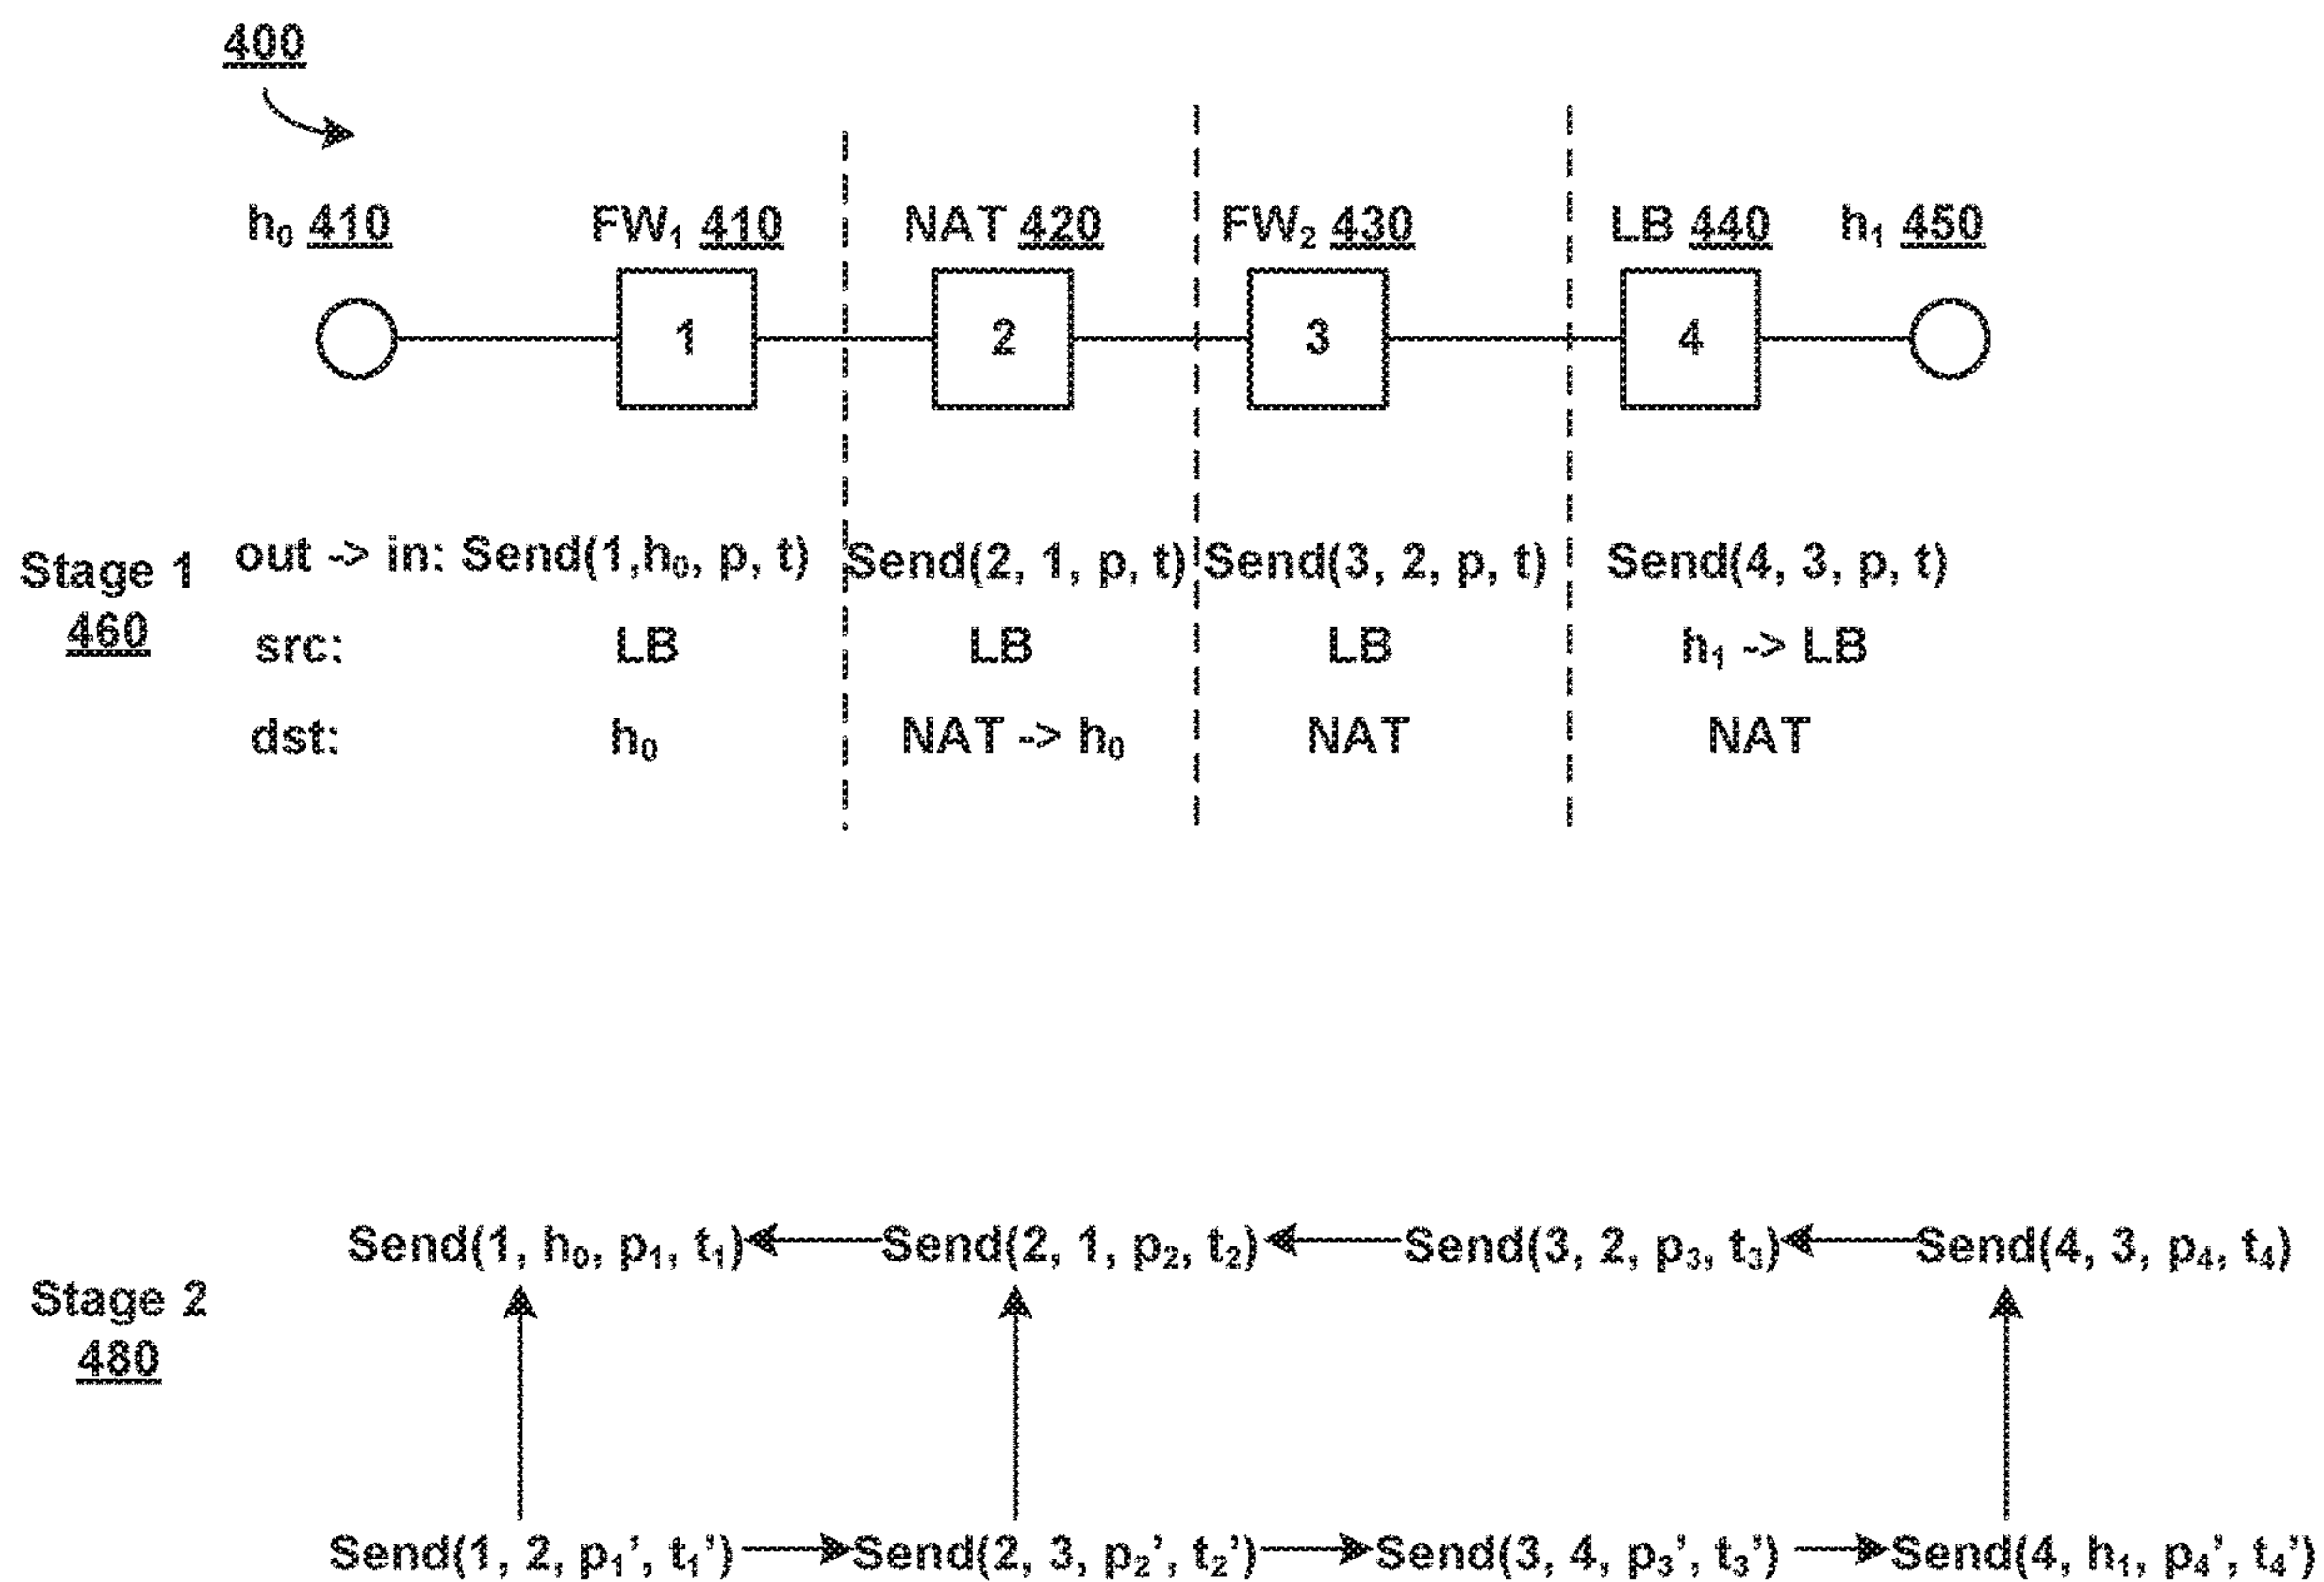 400
h₀ 410 FW₁ 410 NAT 420 FW₂ 430 LB 440 h₁ 450
1 2 3 4
Stage 1
460
out -> in: Send(1,h₀, p, t) Send(2, 1, p, t) Send(3, 2, p, t) Send(4, 3, p, t)
src: LB LB LB h₁ -> LB
dst: h₀ NAT -> h₀ NAT NAT
Send(1, h₀, p₁, t₁) Send(2, 1, p₂, t₂) Send(3, 2, p₃, t₃) Send(4, 3, p₄, t₄)
Stage 2
480
Send(1, 2, p₁’, t₁’) Send(2, 3, p₂’, t₂’) Send(3, 4, p₃’, t₃’) Send(4, h₁, p₄’, t₄’)